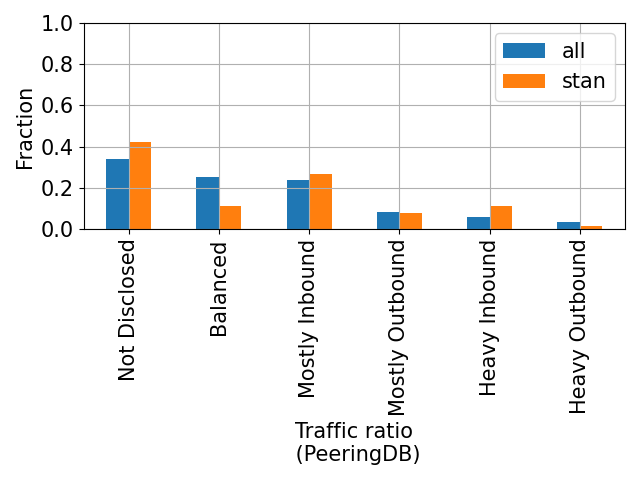 1.0
0.8
0.6
0.4
0.2
0.0
Fraction
all
stan
Not Disclosed
Balanced
Mostly Inbound
Mostly Outbound
Heavy Inbound
Heavy Outbound
Traffic ratio
(PeeringDB)